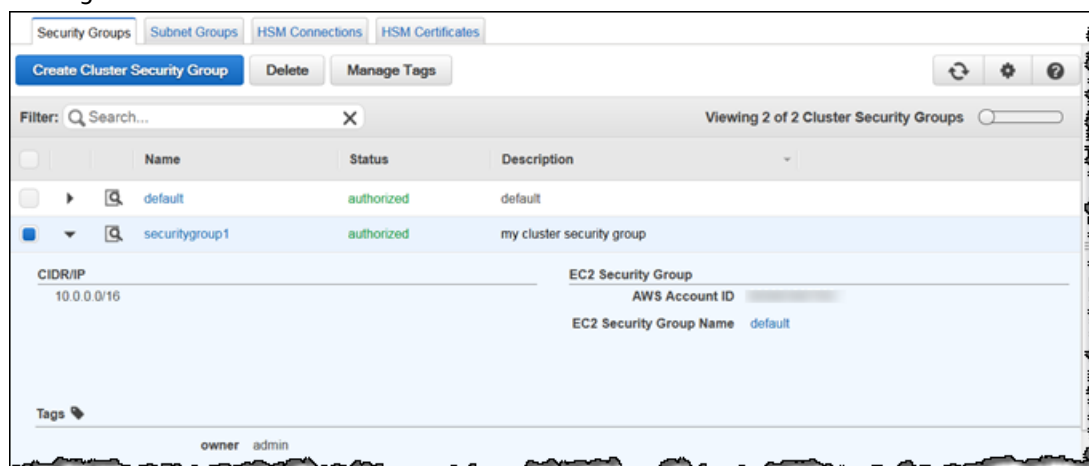 Security Groups Subnet Groups HSM Connections HSM Certificates
Create Cluster Security Group Delete Manage Tags
Filter: Search... Viewing 2 of 2 Cluster Security Groups
Name Status Description
default authorized default
securitygroup1 authorized my cluster security group
CIDR/IP EC2 Security Group
10.0.0.0/16 AWS Account ID
EC2 Security Group Name default
Tags
owner admin